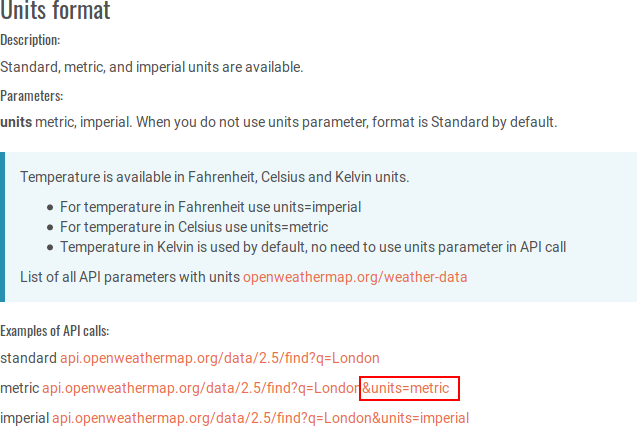 Units format
Description:
Standard, metric, and imperial units are available.
Parameters:
units metric, imperial. When you do not use units parameter, format is Standard by default.
Temperature is available in Fahrenheit, Celsius and Kelvin units.
• For temperature in Fahrenheit use units=imperial
• For temperature in Celsius use units=metric
• Temperature in Kelvin is used by default, no need to use units parameter in API call
List of all API parameters with units openweathermap.org/weather-data
Examples of API calls:
standard api.openweathermap.org/data/2.5/find?q=London
metric api.openweathermap.org/data/2.5/find?q=London&units=metric
imperial api.openweathermap.org/data/2.5/find?q=London&units=imperial